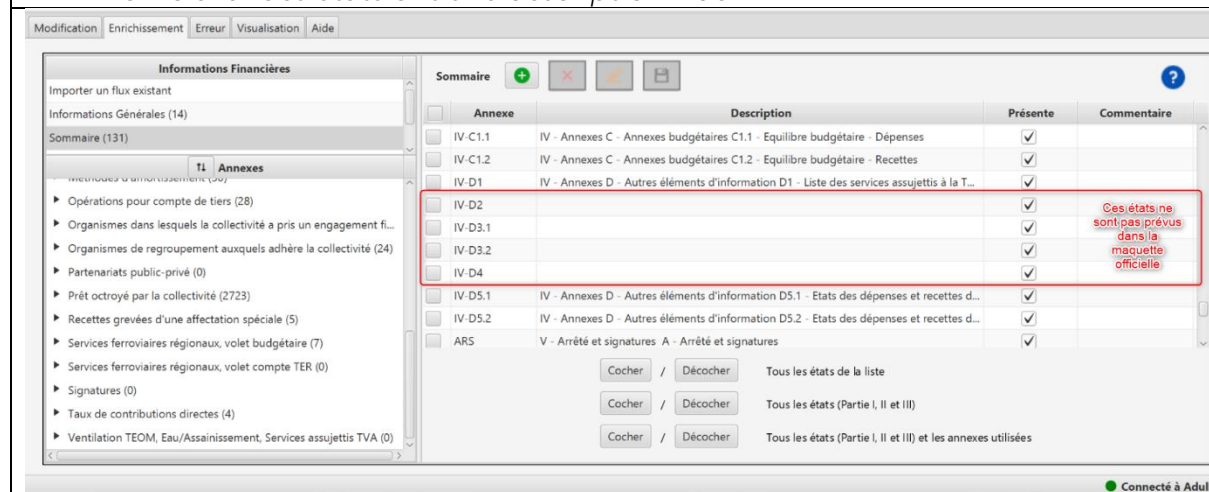 Modification Enrichissement Erreur Visualisation Aide
Informations Financières
Importer un flux existant
Informations Générales (14)
Sommaire (131)
Annexes
Opérations pour compte de tiers (28)
Organismes dans lesquels la collectivité a pris un engagement fi...
Organismes de regroupement auxquels adhère la collectivité (24)
Partenariats public-privé (0)
Prêt octroyé par la collectivité (2723)
Recettes grevées d'une affectation spéciale (5)
Services ferroviaires régionaux, volet budgétaire (7)
Services ferroviaires régionaux, volet compte TER (0)
Signatures (0)
Taux de contributions directes (4)
Ventilation TEOM, Eau/Assainissement, Services assujettis TVA (0)
Sommaire
Annexe Description Présente Commentaire
IV-C1.1 IV - Annexes C - Annexes budgétaires C1.1 - Equilibre budgétaire - Dépenses
IV-C1.2 IV - Annexes C - Annexes budgétaires C1.2 - Equilibre budgétaire - Recettes
IV-D1 IV - Annexes D - Autres éléments d'information D1 - Liste des services assujettis à la T...
IV-D2
IV-D3.1
IV-D3.2
IV-D4
Ces états ne
sont pas prévus
dans la
maquette
officielle
IV-D5.1 IV - Annexes D - Autres éléments d'information D5.1 - Etats des dépenses et recettes d...
IV-D5.2 IV - Annexes D - Autres éléments d'information D5.2 - Etats des dépenses et recettes d...
ARS V - Arrêté et signatures A - Arrêté et signatures
Cocher / Décocher Tous les états de la liste
Cocher / Décocher Tous les états (Partie I, II et III)
Cocher / Décocher Tous les états (Partie I, II et III) et les annexes utilisées
Connecté à Adul